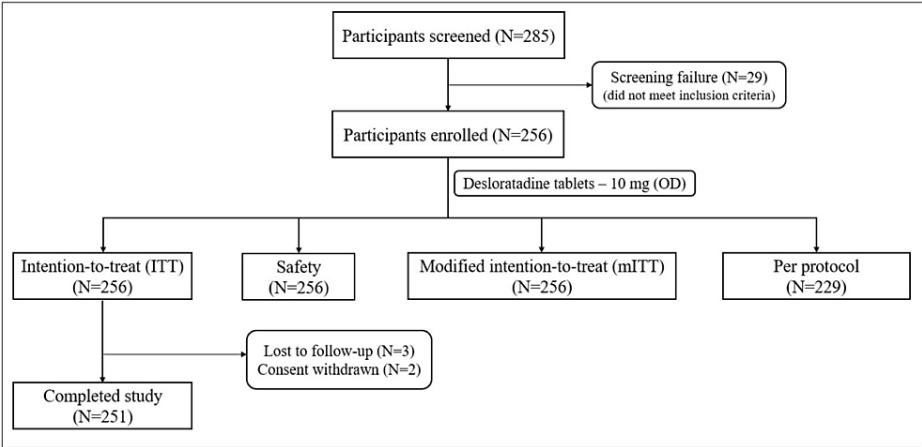 Participants screened (N=285)
Screening failure (N=29)
(did not meet inclusion criteria)
Participants enrolled (N=256)
Desloratadine tablets – 10 mg (OD)
Intention-to-treat (ITT)
(N=256)
Safety
(N=256)
Modified intention-to-treat (mITT)
(N=256)
Per protocol
(N=229)
Lost to follow-up (N=3)
Consent withdrawn (N=2)
Completed study
(N=251)